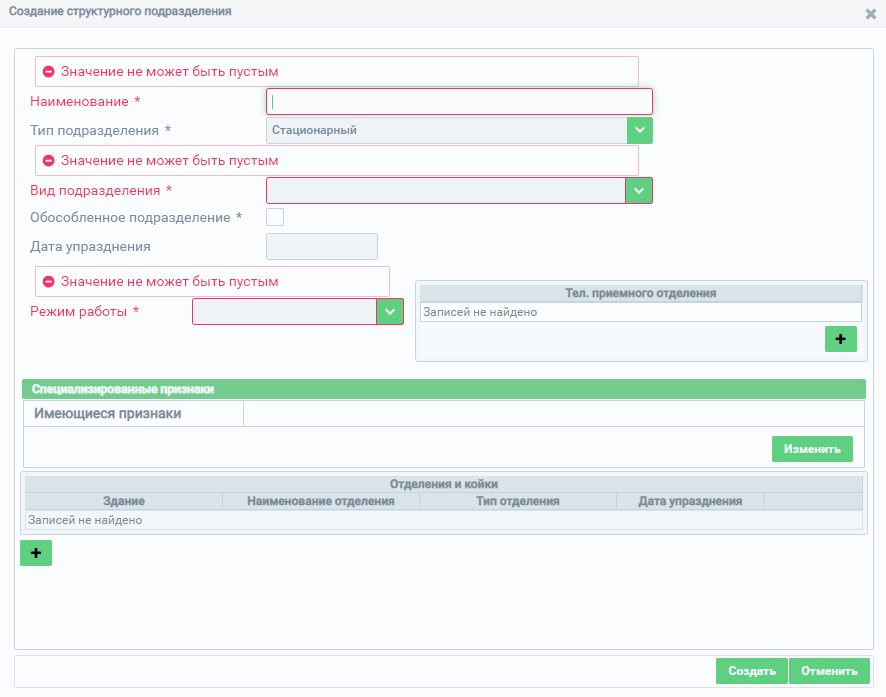 Создание структурного подразделения
Значение не может быть пустым
Наименование *
Тип подразделения * Стационарный
Значение не может быть пустым
Вид подразделения *
Обособленное подразделение *
Дата упразднения
Значение не может быть пустым
Режим работы *
Тел. приемного отделения
Записей не найдено
+
Специализированные признаки
Имеющиеся признаки
Изменить
Отделения и койки
Здание Наименование отделения Тип отделения Дата упразднения
Записей не найдено
+
Создать Отменить